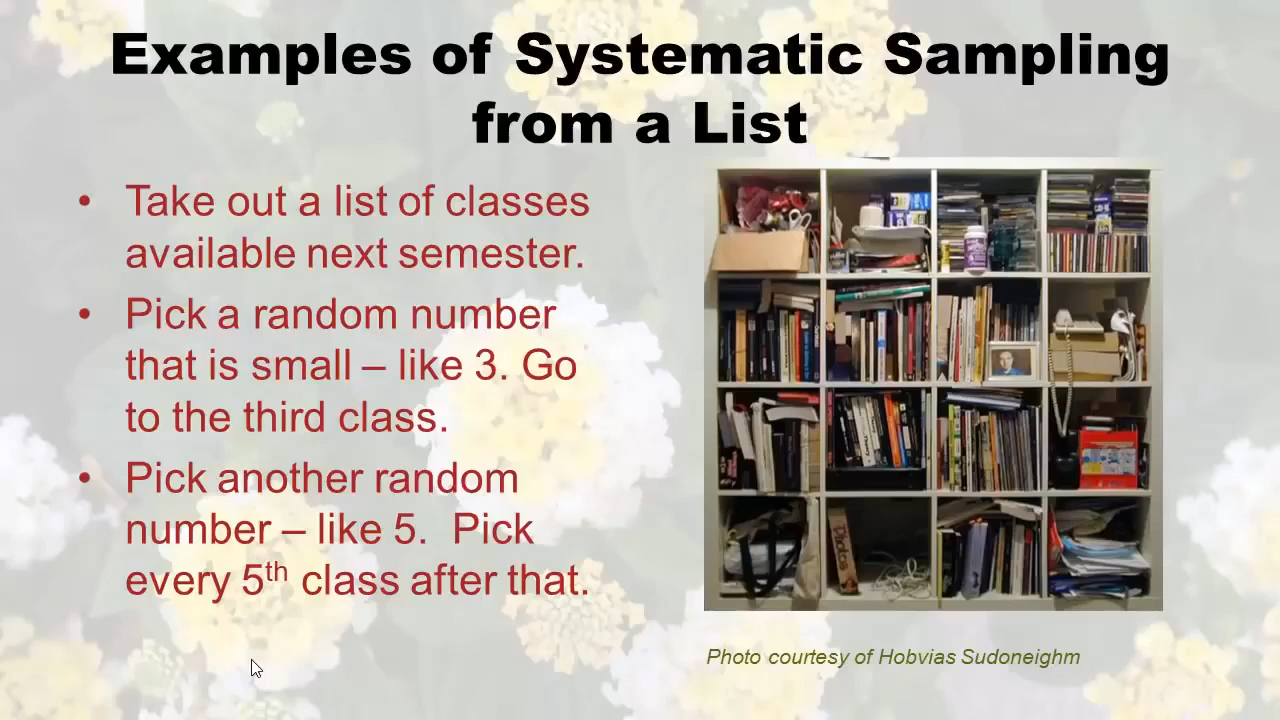 Examples of Systematic Sampling
from a List
• Take out a list of classes
available next semester.
• Pick a random number
that is small – like 3. Go
to the third class.
• Pick another random
number – like 5.  Pick
every 5th class after that.
Photos
Photo courtesy of Hobvias Sudoneighm